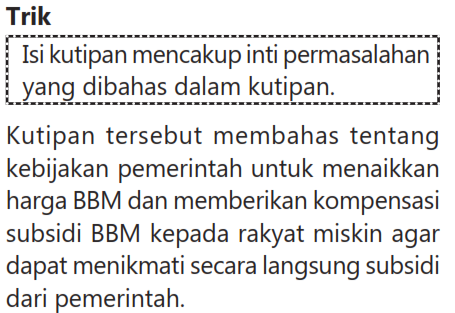 Trik
Isi kutipan mencakup inti permasalahan
yang dibahas dalam kutipan.
Kutipan tersebut membahas tentang
kebijakan pemerintah untuk menaikkan
harga BBM dan memberikan kompensasi
subsidi BBM kepada rakyat miskin agar
dapat menikmati secara langsung subsidi
dari pemerintah.